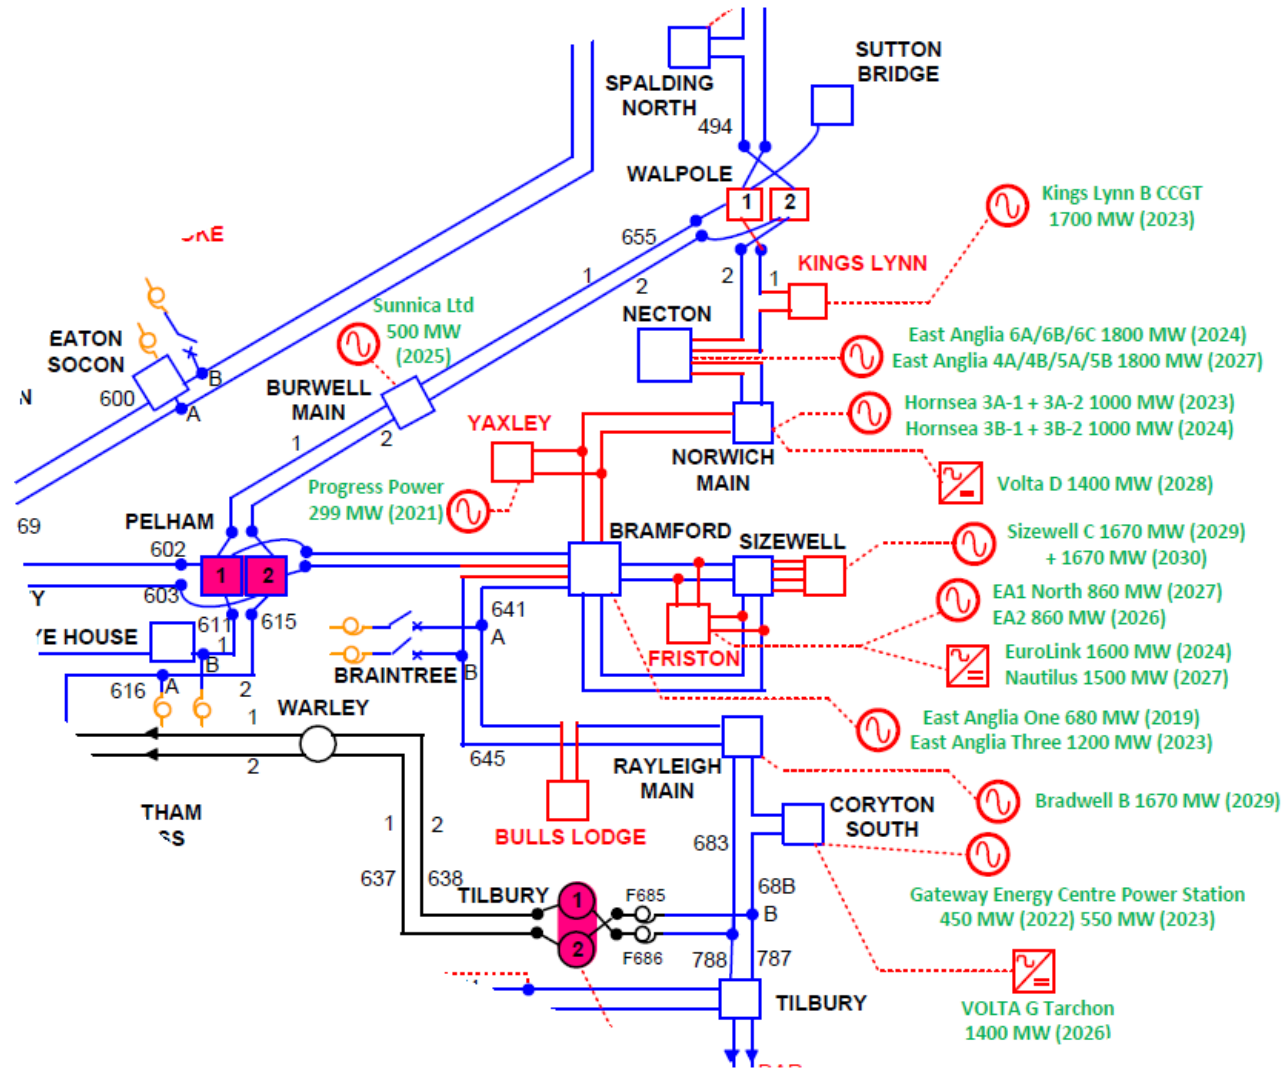 SUTTON
BRIDGE
SPALDING
NORTH
494
WALPOLE
1
2
Kings Lynn B CCGT
1700 MW (2023)
655
1
2
2
1
KINGS LYNN
NECTON
Sunnica Ltd
500 MW
(2025)
East Anglia 6A/6B/6C 1800 MW (2024)
East Anglia 4A/4B/5A/5B 1800 MW (2027)
EATON
SOCON
600
B
A
N
BURWELL
MAIN
1
2
YAXLEY
Hornsea 3A-1 + 3A-2 1000 MW (2023)
Hornsea 3B-1 + 3B-2 1000 MW (2024)
NORWICH
MAIN
Progress Power
299 MW (2021)
Volta D 1400 MW (2028)
69
PELHAM
BRAMFORD
SIZEWELL
Sizewell C 1670 MW (2029)
+ 1670 MW (2030)
602
1
2
603
Y
611
615
641
A
EA1 North 860 MW (2027)
EA2 860 MW (2026)
YE HOUSE
1
B
BRAINTREE
B
FRISTON
EuroLink 1600 MW (2024)
Nautilus 1500 MW (2027)
616
A
2
WARLEY
1
2
645
RAYLEIGH
MAIN
East Anglia One 680 MW (2019)
East Anglia Three 1200 MW (2023)
BULLS LODGE
Bradwell B 1670 MW (2029)
CORYTON
SOUTH
THAM
SS
1
2
683
637
638
TILBURY
1
2
F685
F686
68B
B
Gateway Energy Centre Power Station
450 MW (2022) 550 MW (2023)
788
787
TILBURY
VOLTA G Tarchon
1400 MW (2026)